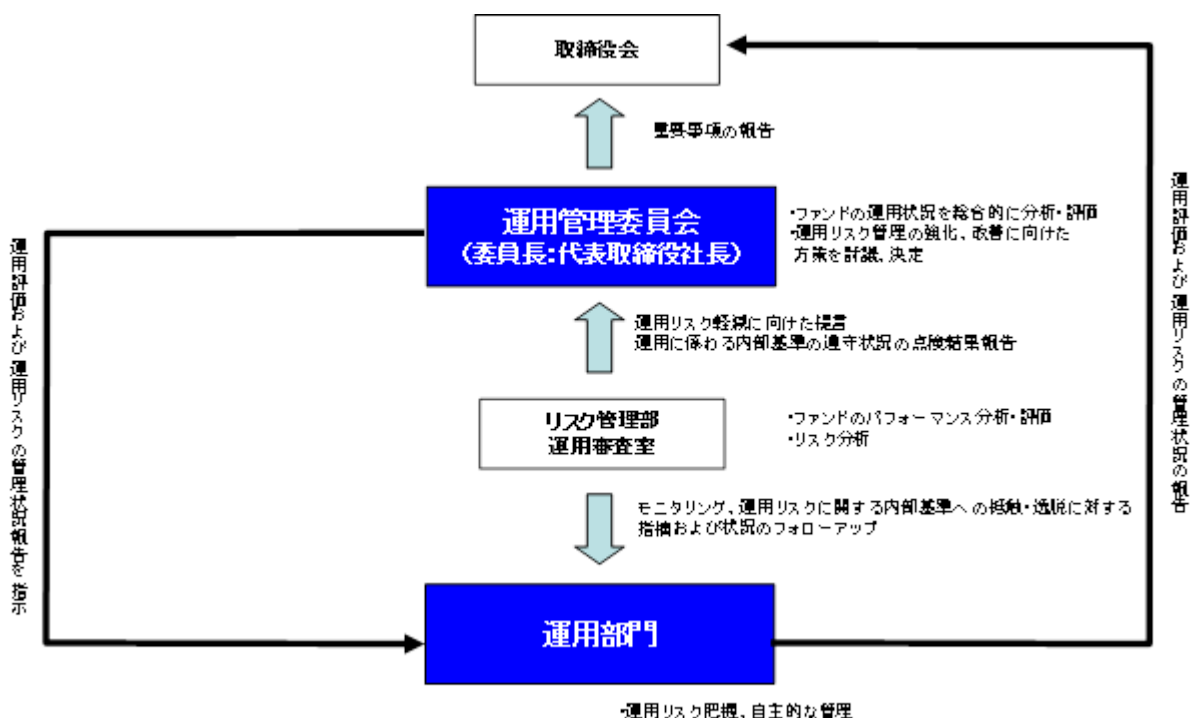 取締役会
重要事項の報告
運用管理委員会
(委員長:代表取締役社長)
・ファンドの運用状況を総合的に分析・評価
・運用リスク管理の強化、改善に向けた
方策を討議、決定
運用リスク軽減に向けた提言
運用に係わる内部基準の遵守状況の点検結果報告
リスク管理部
運用審査室
・ファンドのパフォーマンス分析・評価
・リスク分析
モニタリング、運用リスクに関する内部基準への抵触・逸脱に対する
指摘および状況のフォローアップ
運用部門
・運用リスク把握、自主的な管理
運用評価および運用リスクの管理状況報告を指示
運用評価および運用リスクの管理状況の報告